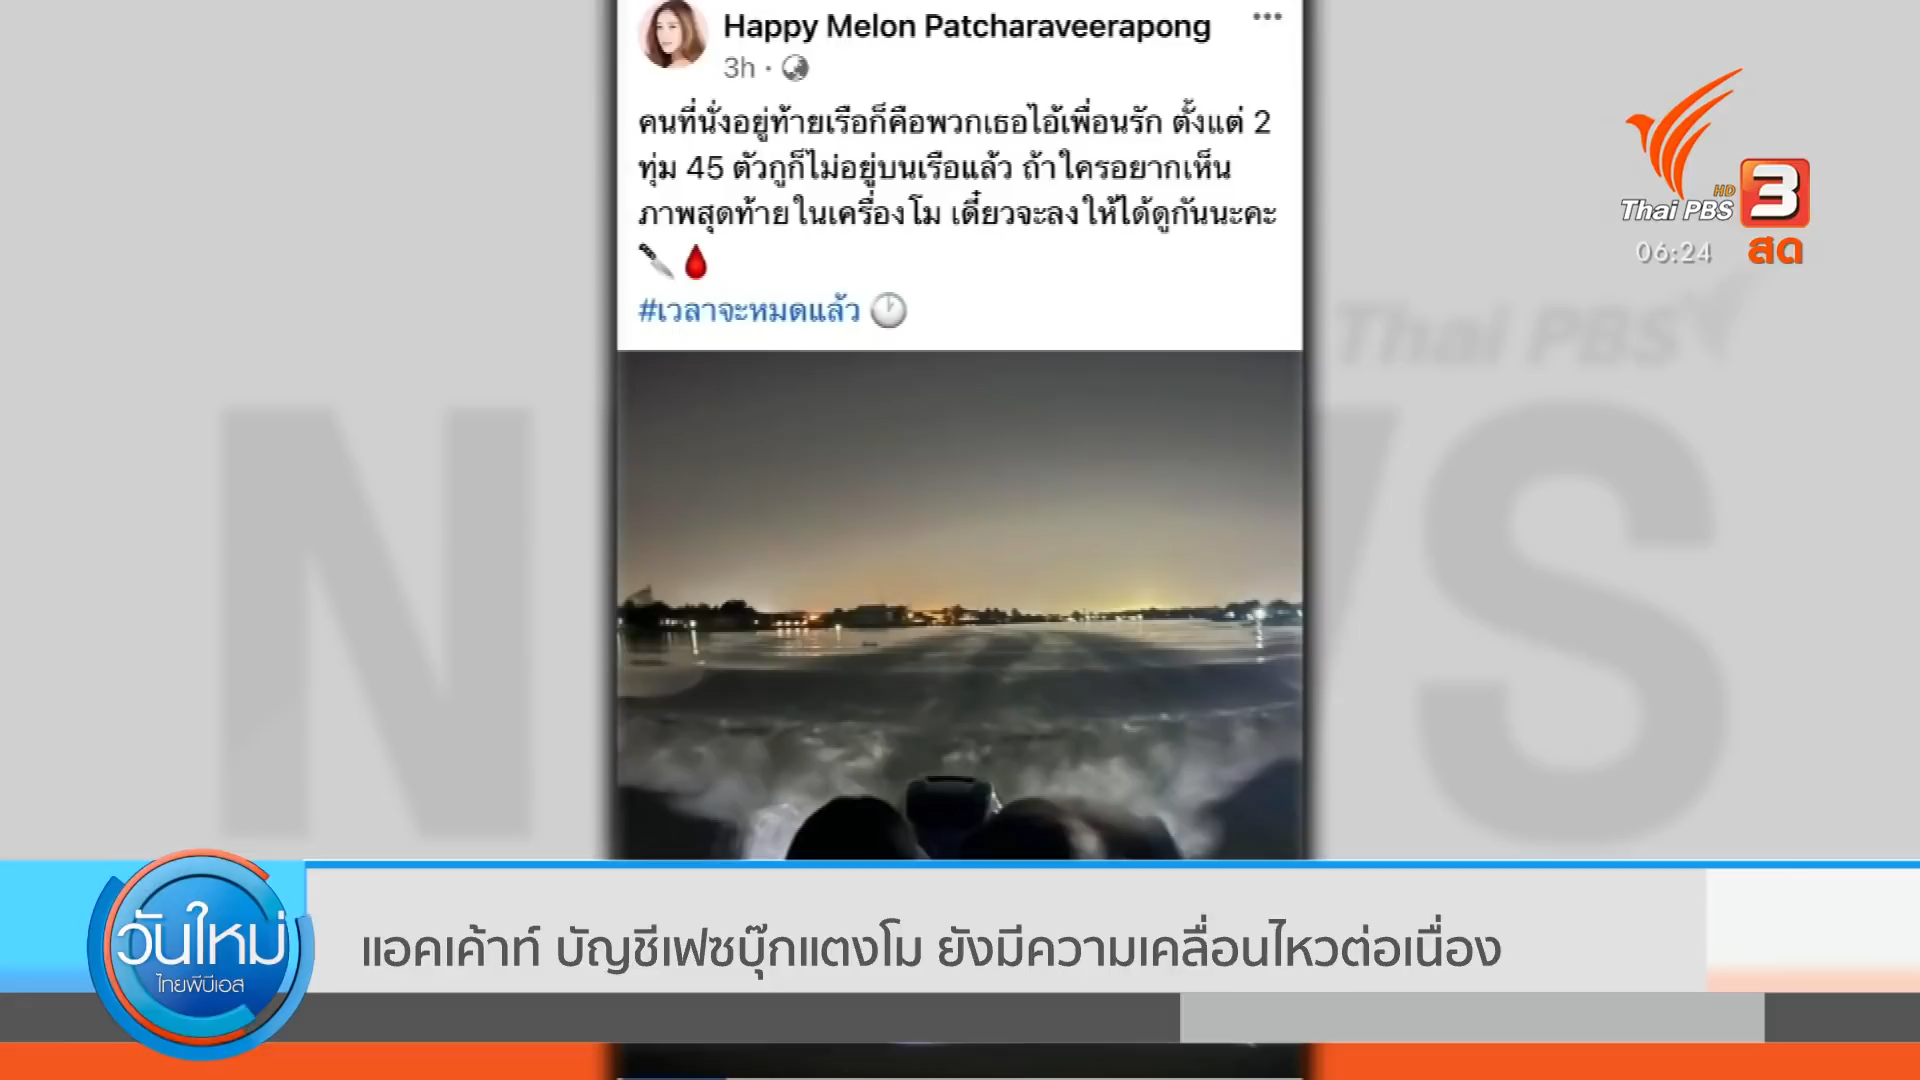 Happy Melon Patcharaveerapong
3h
คนที่นั่งอยู่ท้ายเรือก็คือพวกเธอไอ้เพื่อนรัก ตั้งแต่ 2
ทุ่ม 45 ตัวกูก็ไม่อยู่บนเรือแล้ว ถ้าใครอยากเห็น
ภาพสุดท้ายในเครื่องโม เดี๋ยวจะลงให้ได้ดูกันนะคะ
#เวลาจะหมดแล้ว
HD
Thai PBS 3
06:24 สด
Thai PBS
NEWS
วันใหม่
ไทยพีบีเอส
แอคเค้าท์ บัญชีเฟซบุ๊กแตงโม ยังมีความเคลื่อนไหวต่อเนื่อง